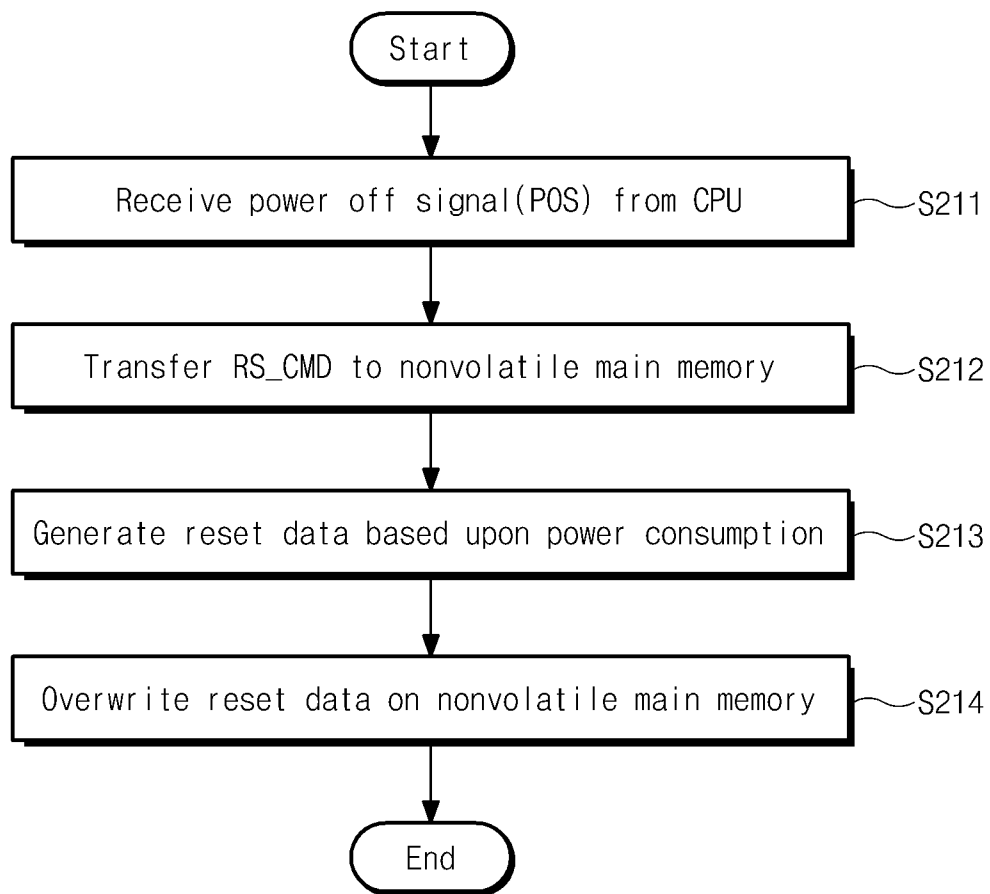 Start
Receive power off signal(POS) from CPU
S211
Transfer RS_CMD to nonvolatile main memory
S212
Generate reset data based upon power consumption
S213
Overwrite reset data on nonvolatile main memory
S214
End